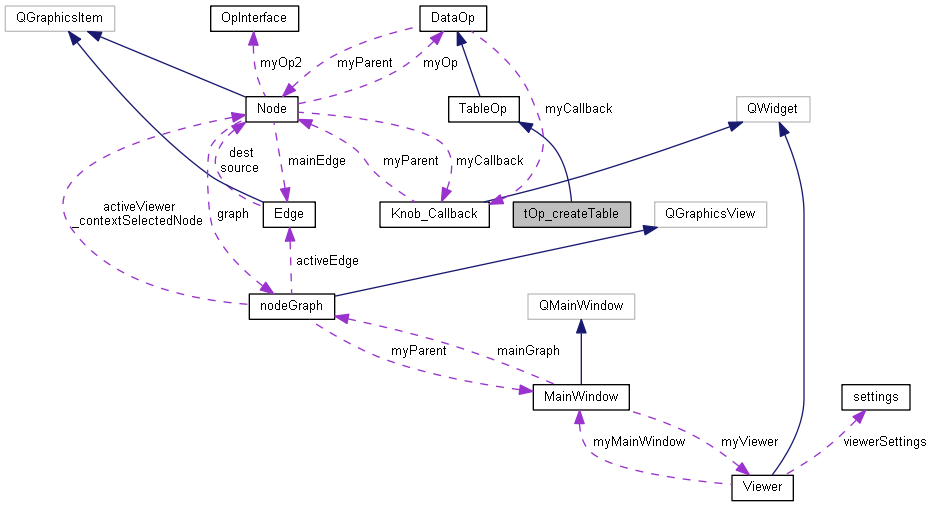 QGraphicsItem
OpInterface
DataOp
myOp2
myParent
myOp
Node
TableOp
myCallback
QWidget
dest
source
mainEdge
myParent
myCallback
activeViewer
_contextSelectedNode
graph
Edge
Knob_Callback
tOp_createTable
QGraphicsView
activeEdge
nodeGraph
QMainWindow
myParent
mainGraph
MainWindow
settings
myMainWindow
myViewer
viewerSettings
Viewer